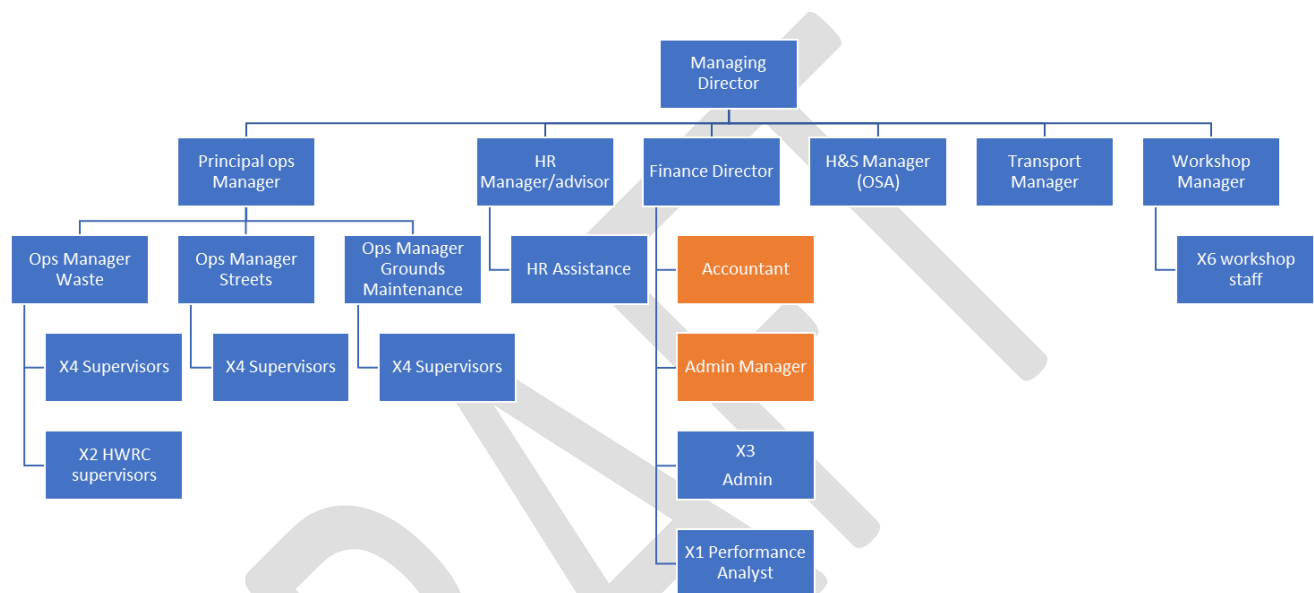 Managing
Director
Principal ops
Manager
HR
Manager/advisor
Finance Director
H&S Manager
(OSA)
Transport
Manager
Workshop
Manager
Ops Manager
Waste
Ops Manager
Streets
Ops Manager
Grounds
Maintenance
HR Assistance
Accountant
X6 workshop
staff
X4 Supervisors
X4 Supervisors
X4 Supervisors
Admin Manager
X2 HWRC
supervisors
X3
Admin
X1 Performance
Analyst
DRAFT